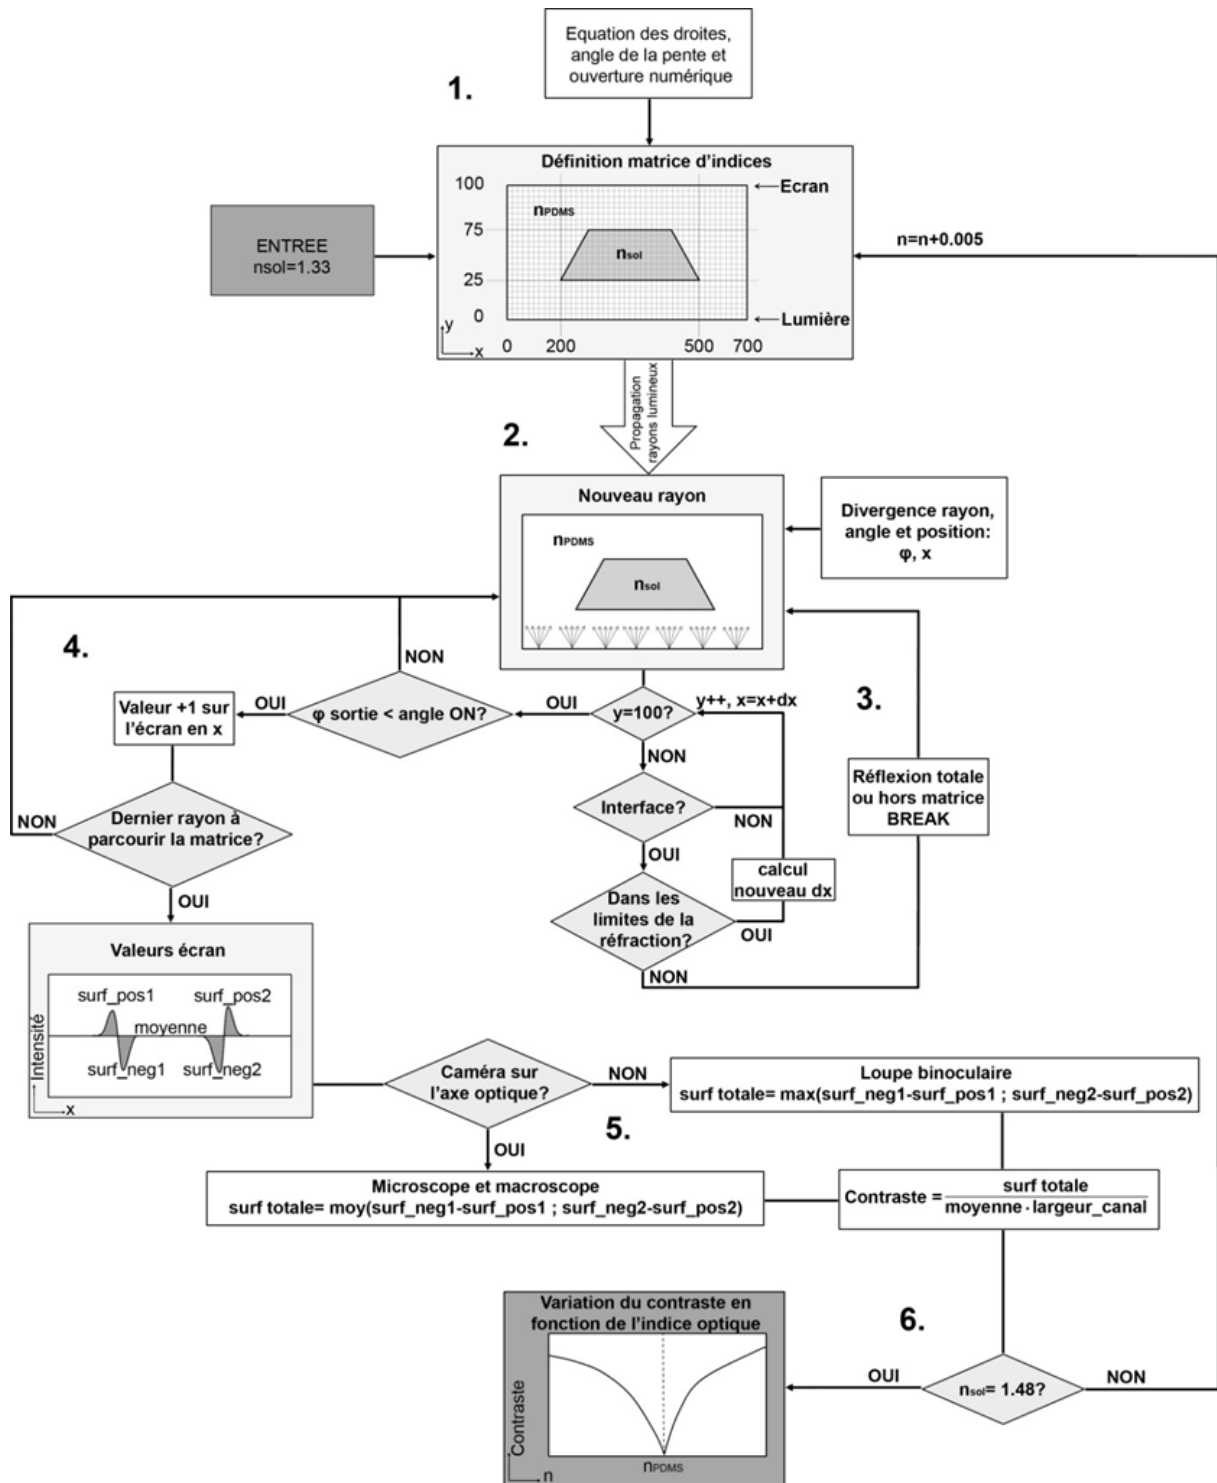 Equation des droites,
angle de la pente et
ouverture numérique
1.
Définition matrice d'indices
100
Ecran
nPDMS
75
nsol
25
0
Lumière
y
x
0 200 500 700
ENTREE
nsol=1.33
n=n+0.005
Propagation
rayons lumineux
2.
Nouveau rayon
nPDMS
nsol
Divergence rayon,
angle et position:
φ, x
4.
NON
OUI
φ sortie < angle ON?
OUI
y=100?
y++, x=x+dx
3.
Valeur +1 sur
l'écran en x
NON
Interface?
NON
Réflexion totale
ou hors matrice
BREAK
NON
Dernier rayon à
parcourir la matrice?
OUI
calcul
nouveau dx
Dans les
limites de la
réfraction?
OUI
NON
OUI
Valeurs écran
surf_pos1
surf_pos2
moyenne
surf_neg1
surf_neg2
Intensité
x
Caméra sur
l'axe optique?
NON
Loupe binoculaire
surf totale= max(surf_neg1-surf_pos1 ; surf_neg2-surf_pos2)
5.
OUI
Microscope et macroscope
surf totale= moy(surf_neg1-surf_pos1 ; surf_neg2-surf_pos2)
Contraste = surf totale
moyenne · largeur_canal
Variation du contraste en
fonction de l'indice optique
Contraste
n
nPDMS
6.
OUI
nsol= 1.48?
NON